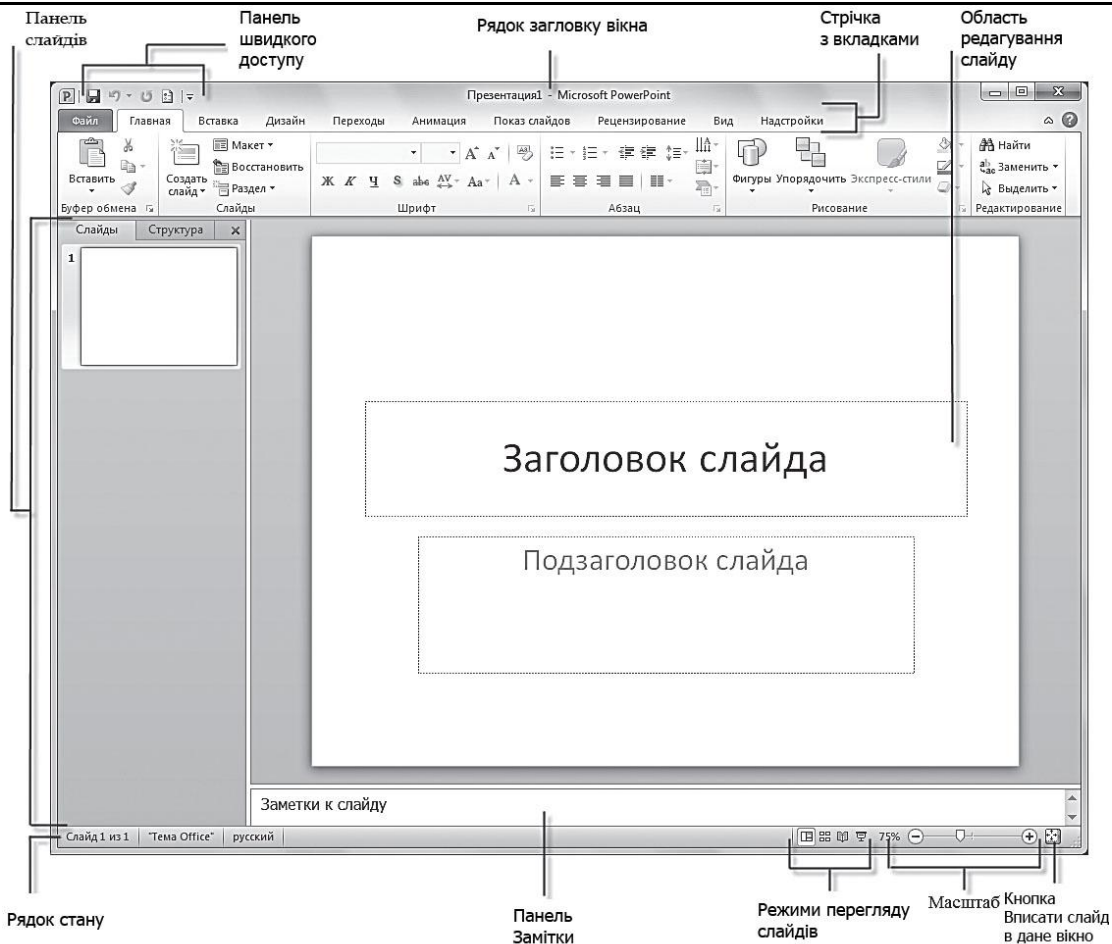 Панель
слайдів
Панель
швидкого
доступу
Рядок загловку вікна
Стрічка
з вкладками
Область
редагування
слайду
Презентация1 - Microsoft PowerPoint
Файл Главная Вставка Дизайн Переходы Анимация Показ слайдов Рецензирование Вид Надстройки
Вставить
Буфер обмена
Создать
слайд
Макет
Восстановить
Раздел
Слайды
Ж К Ч S abc AV Aa A
Шрифт
Абзац
Фигуры Упорядочить Экспресс-стили
Рисование
Найти
Заменить
Выделить
Редактирование
Слайды Структура
1
Заголовок слайда
Подзаголовок слайда
Заметки к слайду
Слайд 1 из 1 "Тема Office" русский 75%
Рядок стану
Панель
Замітки
Режими перегляду
слайдів
Масштаб
Кнопка
Вписати слайд
в дане вікно